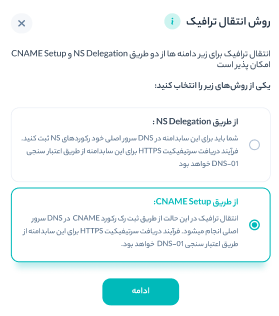 روش انتقال ترافیک
انتقال ترافیک برای زیر دامنه ها از دو طریق NS Delegation و CNAME Setup
امکان پذیر است
یکی از روش‌های زیر را انتخاب کنید:
از طریق NS Delegation :
شما باید برای این سابدامنه در DNS سرور اصلی خود رکوردهای NS ثبت کنید.
فرآیند دریافت سرتیفیکیت HTTPS برای این سابدامنه از طریق اعتبار سنجی
DNS-01 خواهد بود
از طریق CNAME Setup:
انتقال ترافیک در این حالت از طریق ثبت رک رکورد CNAME در DNS سرور
اصلی انجام میشود. فرآیند دریافت سرتیفیکیت HTTPS برای این سابدامنه از
طریق اعتبار سنجی DNS-01 خواهد بود.
ادامه